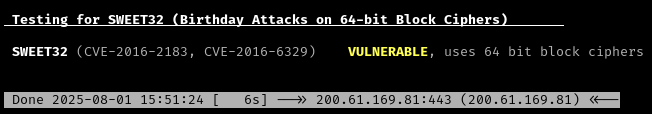 Testing for SWEET32 (Birthday Attacks on 64-bit Block Ciphers)
SWEET32 (CVE-2016-2183, CVE-2016-6329)    VULNERABLE, uses 64 bit block ciphers
Done 2025-08-01 15:51:24 [   6s] -->> 200.61.169.81:443 (200.61.169.81) <<--